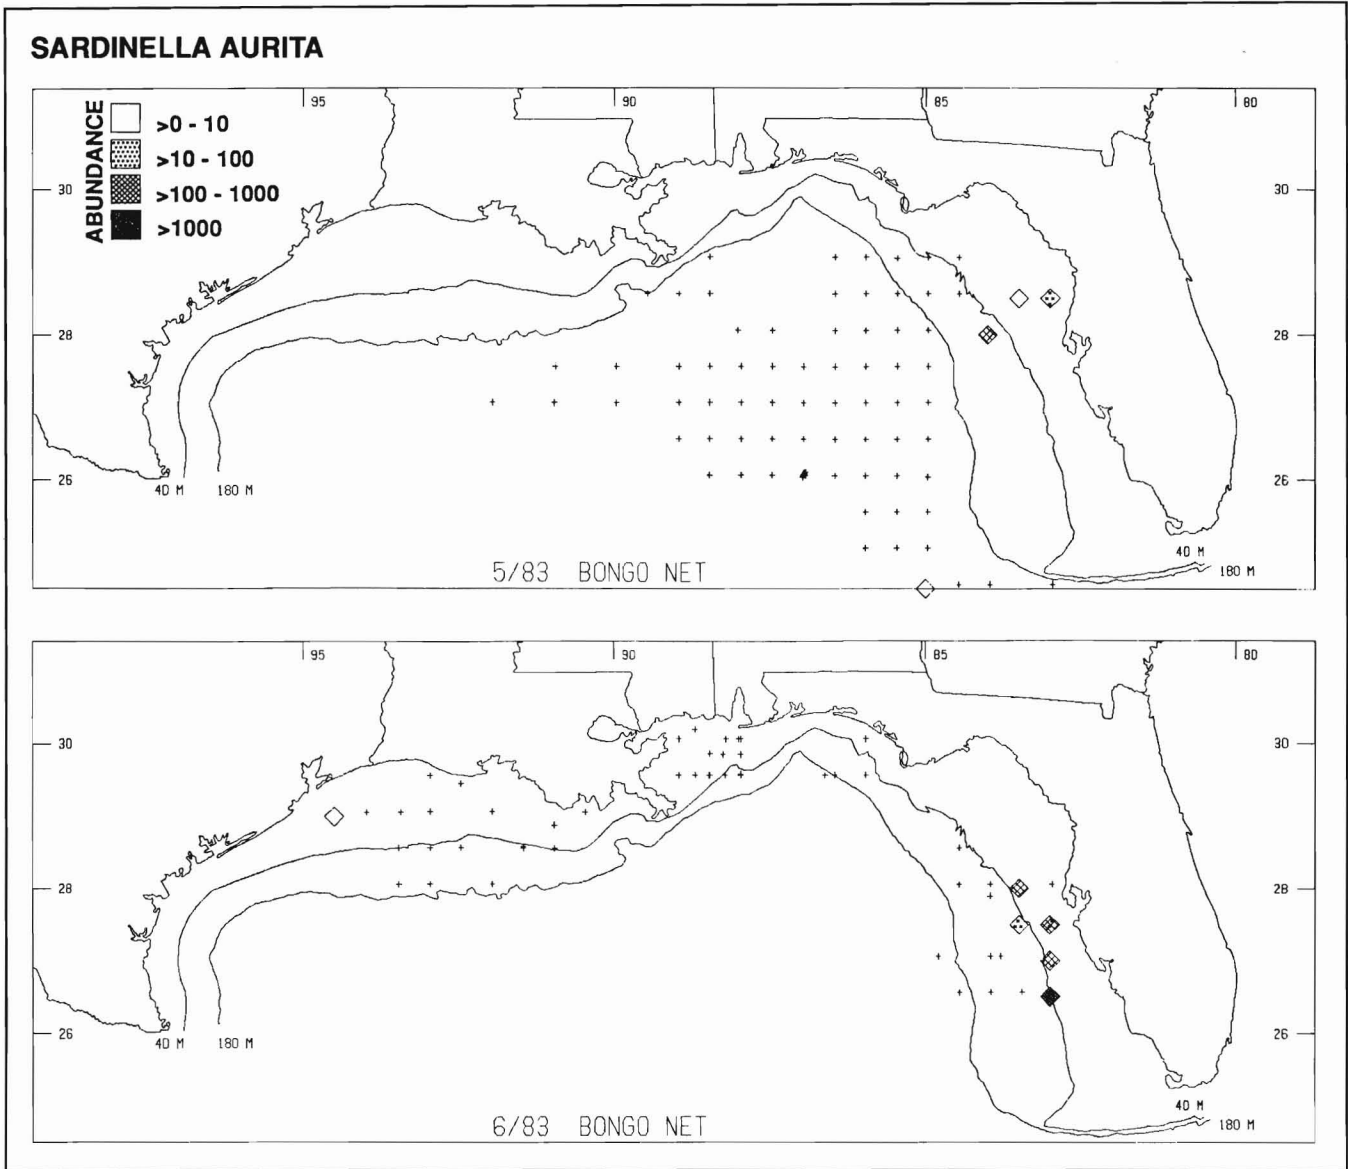 SARDINELLA AURITA
95 90 85 80
ABUNDANCE
>0 - 10
>10 - 100
>100 - 1000
>1000
30 30
28 28
26 26
40 M 180 M
40 M
180 M
5/83 BONGO NET
95 90 85 80
30 30
28 28
26 26
40 M 180 M
40 M
180 M
6/83 BONGO NET